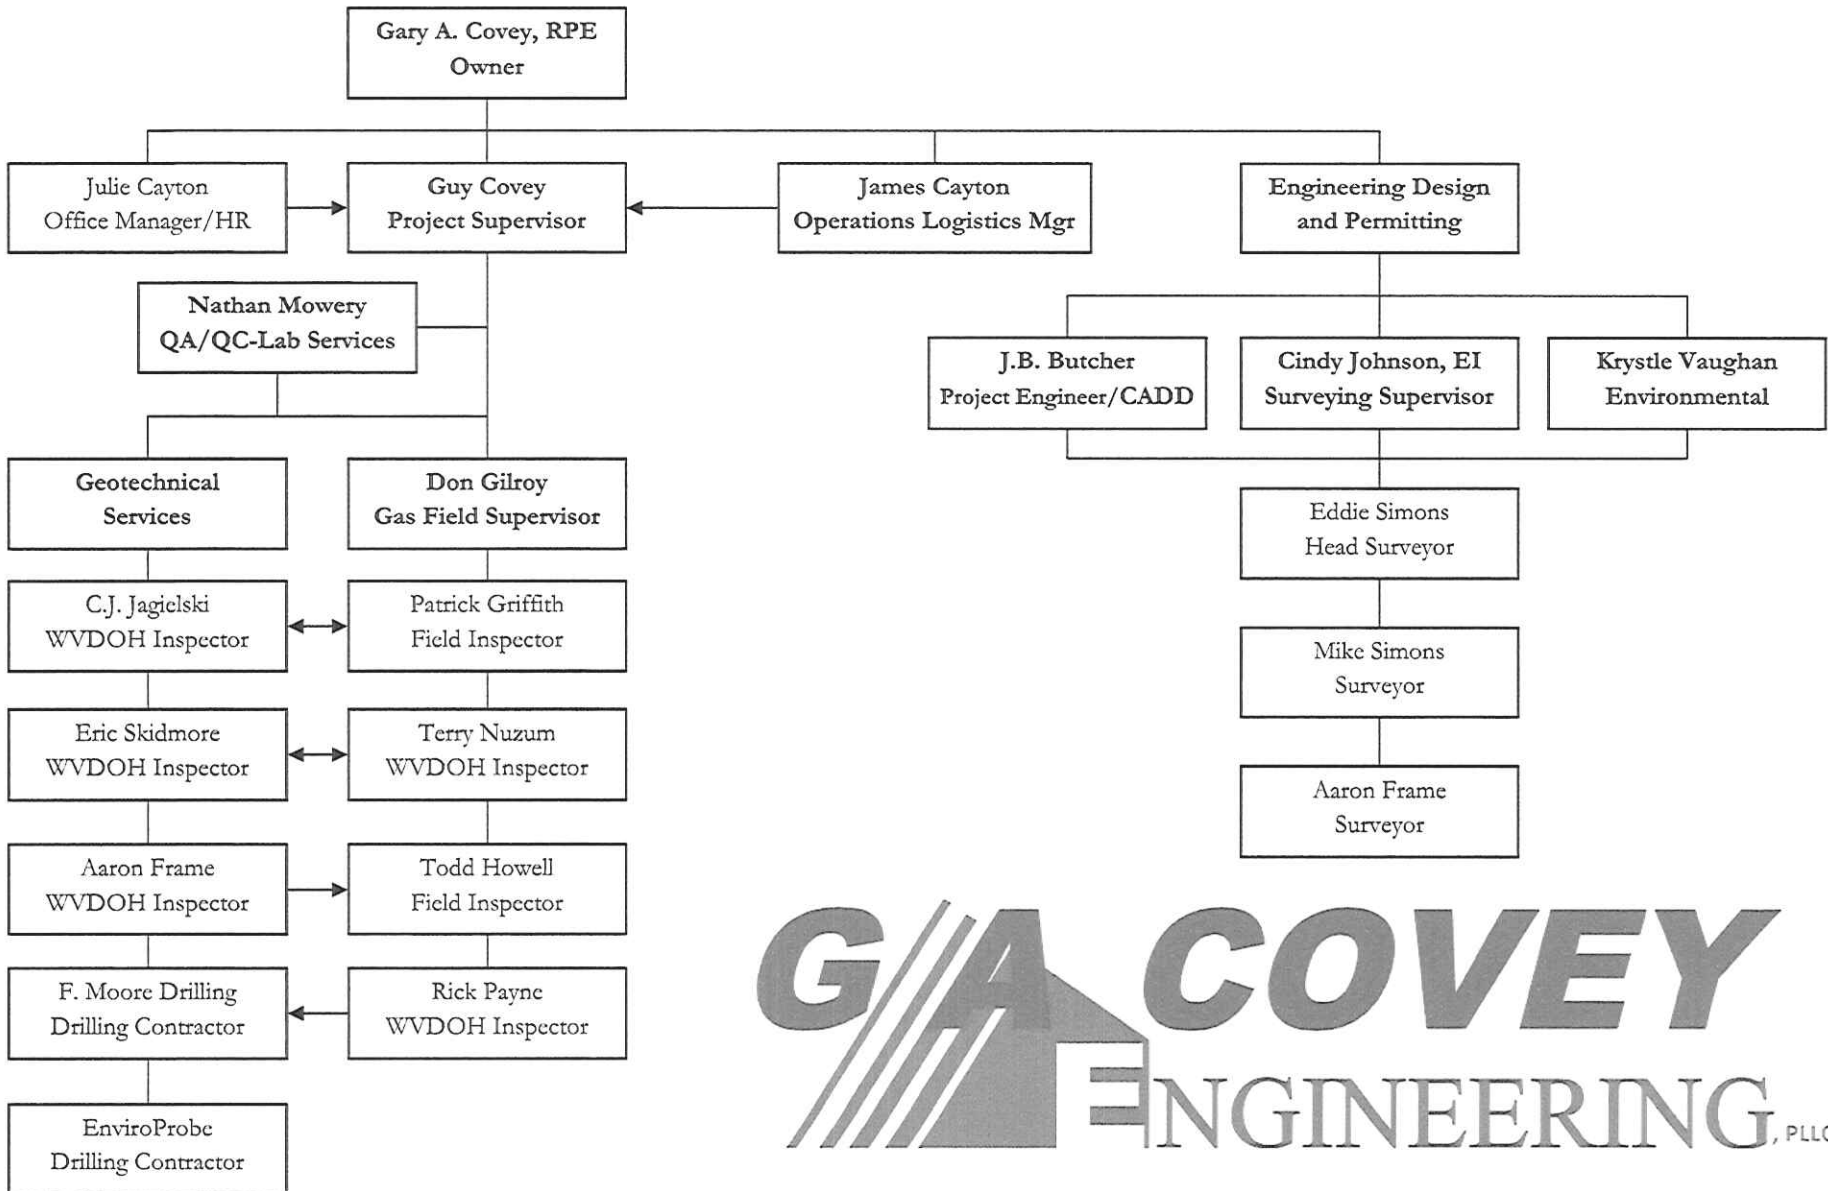 Gary A. Covey, RPE
Owner
Julie Cayton
Office Manager/HR
Guy Covey
Project Supervisor
James Cayton
Operations Logistics Mgr
Engineering Design
and Permitting
Nathan Mowery
QA/QC-Lab Services
J.B. Butcher
Project Engineer/CADD
Cindy Johnson, EI
Surveying Supervisor
Krystle Vaughan
Environmental
Geotechnical
Services
Don Gilroy
Gas Field Supervisor
Eddie Simons
Head Surveyor
C.J. Jagielski
WVDOH Inspector
Patrick Griffith
Field Inspector
Mike Simons
Surveyor
Eric Skidmore
WVDOH Inspector
Terry Nuzum
WVDOH Inspector
Aaron Frame
Surveyor
Aaron Frame
WVDOH Inspector
Todd Howell
Field Inspector
F. Moore Drilling
Drilling Contractor
Rick Payne
WVDOH Inspector
EnviroProbe
Drilling Contractor
GA COVEY
ENGINEERING, PLLC